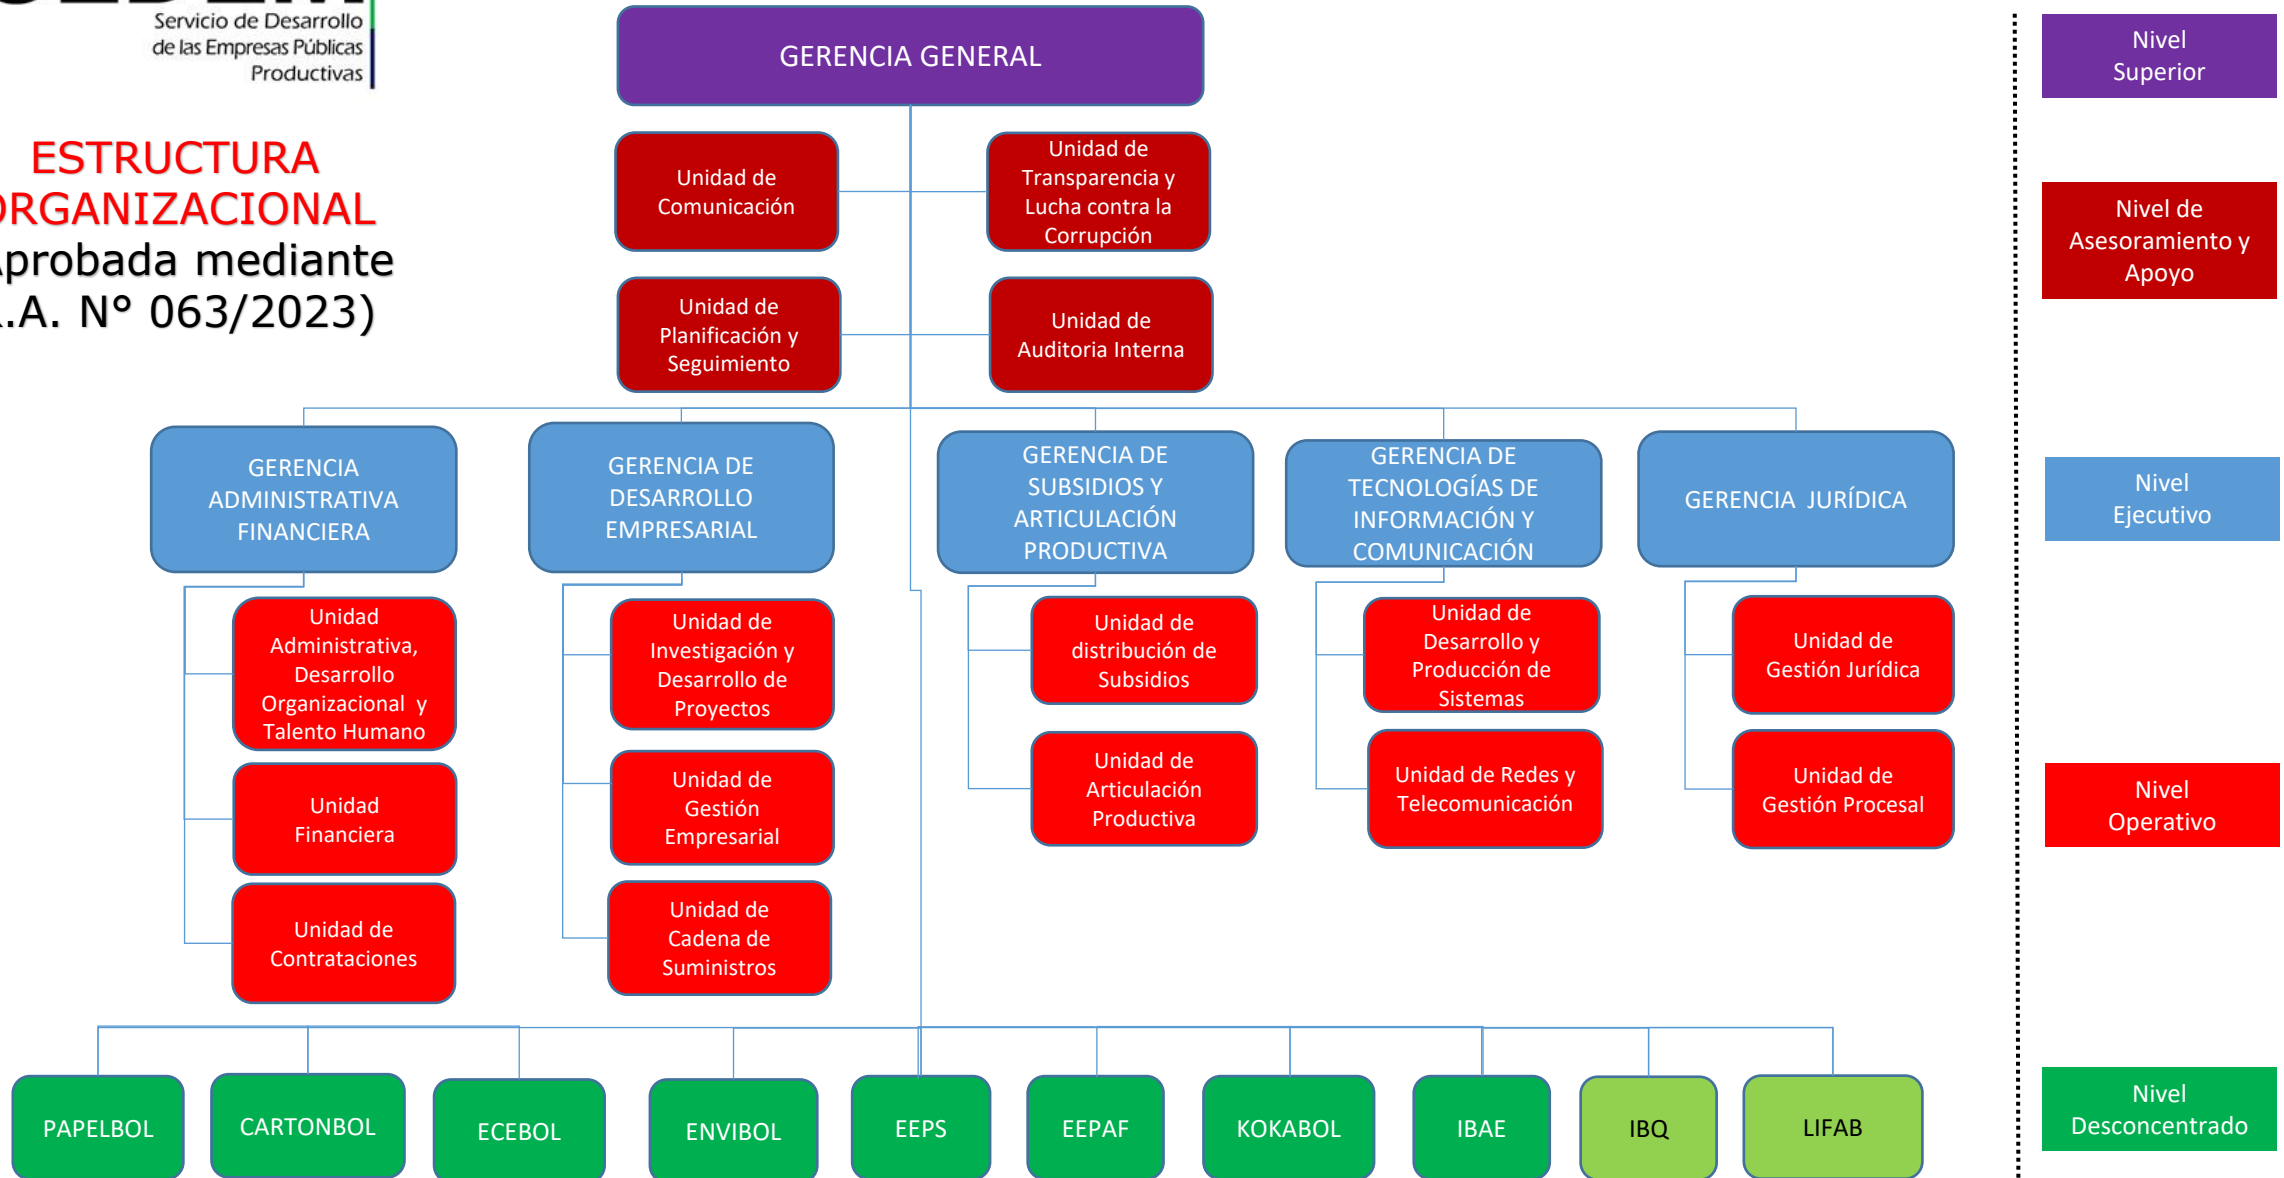 Servicio de Desarrollo
de las Empresas Públicas
Productivas
ESTRUCTURA
ORGANIZACIONAL
Aprobada mediante
.A. N° 063/2023)
GERENCIA GENERAL
Unidad de
Comunicación
Unidad de
Transparencia y
Lucha contra la
Corrupción
Unidad de
Planificación y
Seguimiento
Unidad de
Auditoria Interna
GERENCIA
ADMINISTRATIVA
FINANCIERA
GERENCIA DE
DESARROLLO
EMPRESARIAL
GERENCIA DE
SUBSIDIOS Y
ARTICULACIÓN
PRODUCTIVA
GERENCIA DE
TECNOLOGÍAS DE
INFORMACIÓN Y
COMUNICACIÓN
GERENCIA JURÍDICA
Unidad
Administrativa,
Desarrollo
Organizacional y
Talento Humano
Unidad
Financiera
Unidad de
Contrataciones
Unidad de
Investigación y
Desarrollo de
Proyectos
Unidad de
Gestión
Empresarial
Unidad de
Cadena de
Suministros
Unidad de
distribución de
Subsidios
Unidad de
Articulación
Productiva
Unidad de
Desarrollo y
Producción de
Sistemas
Unidad de Redes y
Telecomunicación
Unidad de
Gestión Jurídica
Unidad de
Gestión Procesal
PAPELBOL
CARTONBOL
ECEBOL
ENVIBOL
EEPS
EEPAF
KOKABOL
IBAE
IBQ
LIFAB
Nivel
Superior
Nivel de
Asesoramiento y
Apoyo
Nivel
Ejecutivo
Nivel
Operativo
Nivel
Desconcentrado